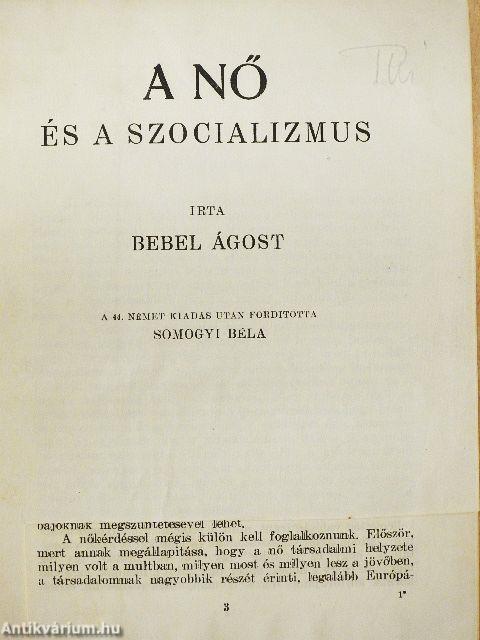 A NŐ
ÉS A SZOCIALIZMUS
IRTA
BEBEL ÁGOST
A 44. NÉMET KIADÁS UTÁN FORDITOTTA
SOMOGYI BÉLA
bajoknak megszüntetésével lehet.
A nőkérdéssel mégis külön kell foglalkoznunk. Először,
mert annak megállapitása, hogy a nő társadalmi helyzete
milyen volt a multban, milyen most és milyen lesz a jövőben,
a társadalomnak nagyobbik részét érinti, legalább Európá-
3
1*
Antikvárium.hu